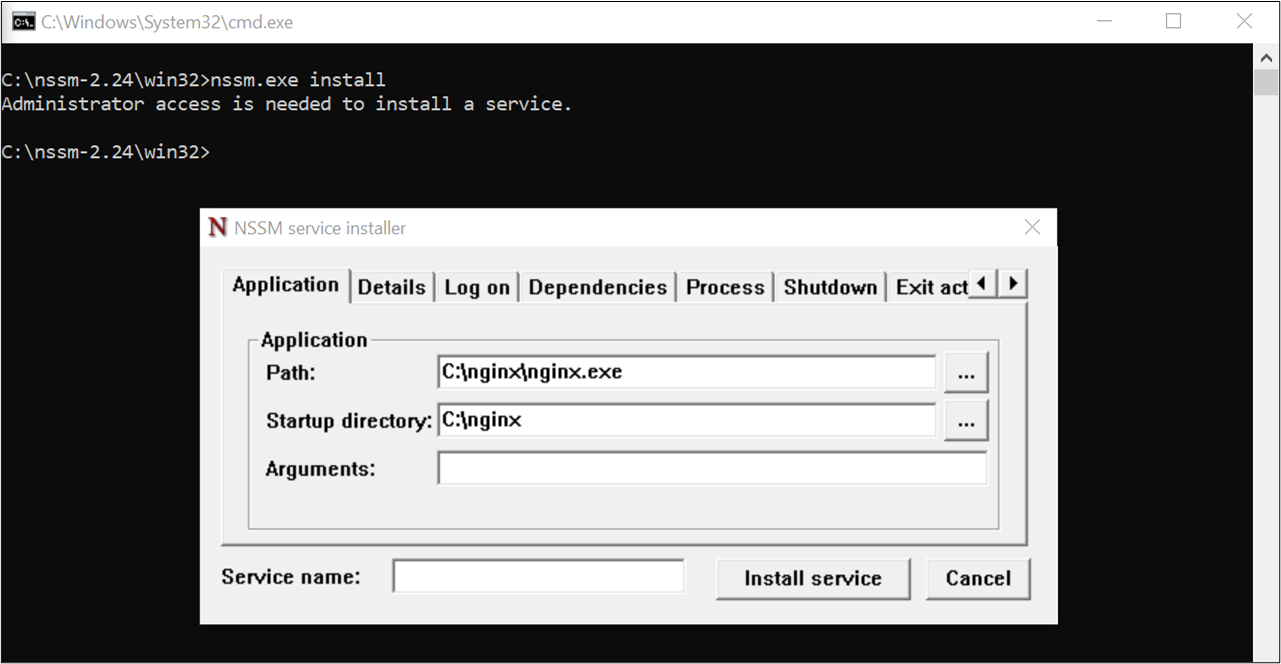 C:\Windows\System32\cmd.exe
C:\nssm-2.24\win32>nssm.exe install
Administrator access is needed to install a service.
C:\nssm-2.24\win32>
N NSSM service installer
Application Details Log on Dependencies Process Shutdown Exit act
Application
Path: C:\nginx\nginx.exe ...
Startup directory: C:\nginx ...
Arguments:
Service name: Install service Cancel